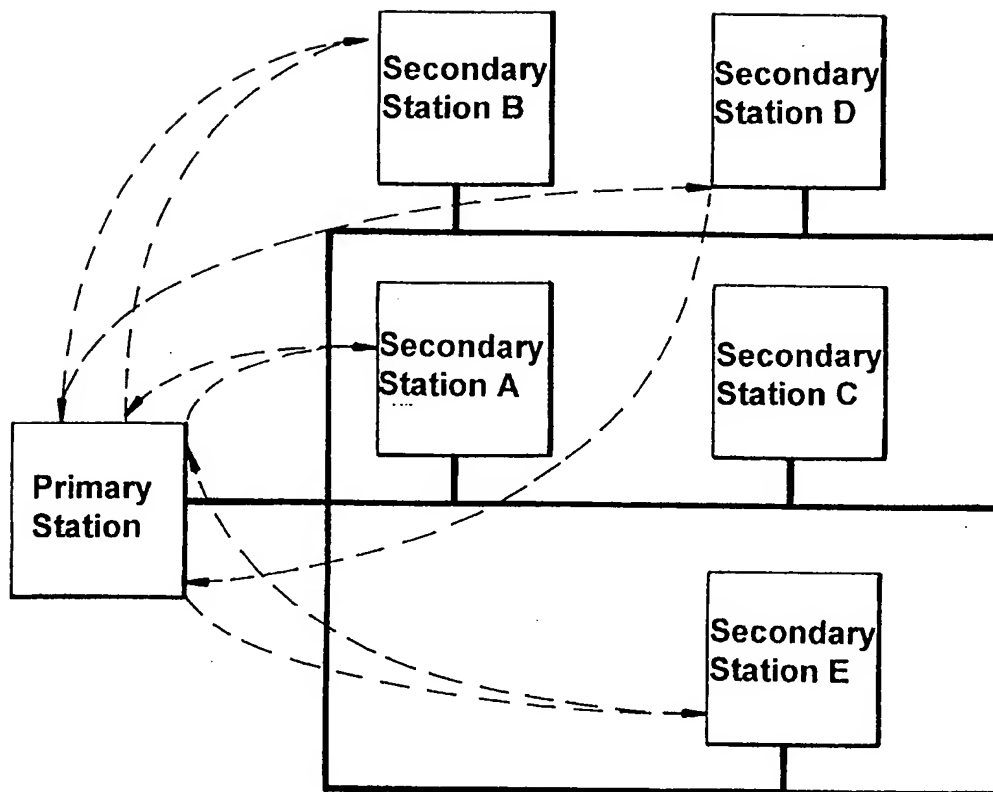 Secondary
Station B
Secondary
Station D
Secondary
Station A
Secondary
Station C
Primary
Station
Secondary
Station E